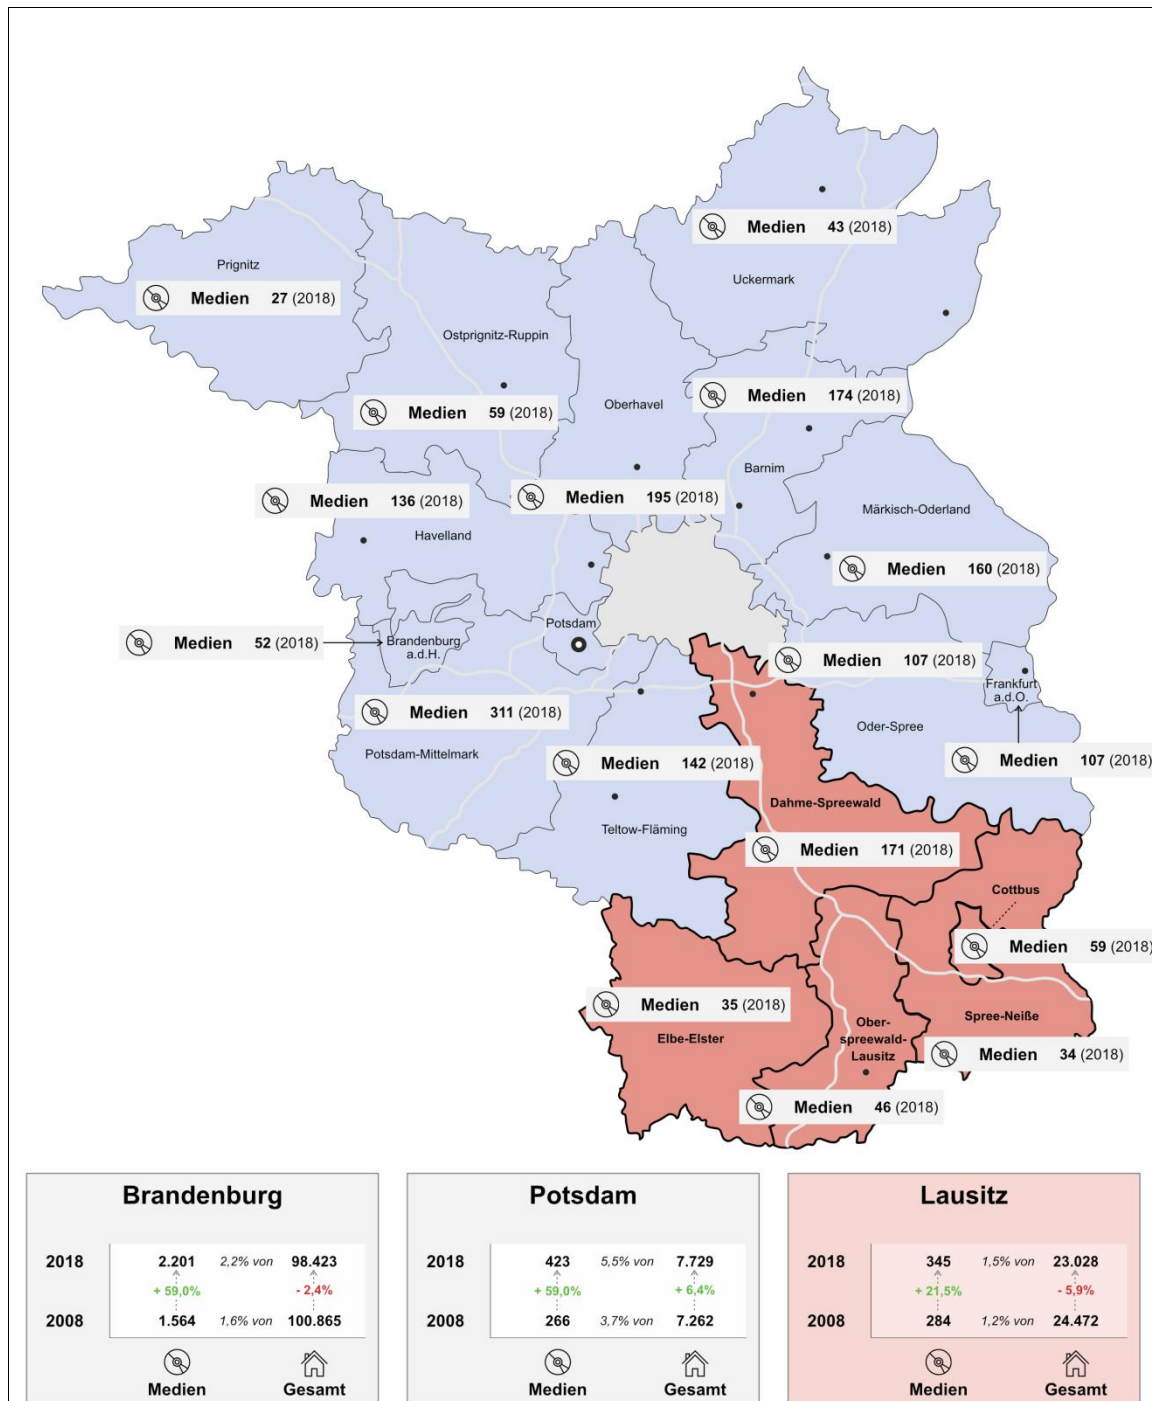 Medien 43 (2018)
Uckermark
Prignitz
Medien 27 (2018)
Ostprignitz-Ruppin
Medien 59 (2018)
Oberhavel
Medien 174 (2018)
Barnim
Medien 136 (2018)
Medien 195 (2018)
Havelland
Märkisch-Oderland
Medien 160 (2018)
Potsdam
Medien 52 (2018)
Brandenburg
a.d.H.
Medien 107 (2018)
Frankfurt
a.d.O.
Medien 311 (2018)
Potsdam-Mittelmark
Oder-Spree
Medien 142 (2018)
Medien 107 (2018)
Dahme-Spreewald
Teltow-Fläming
Medien 171 (2018)
Cottbus
Medien 59 (2018)
Medien 35 (2018)
Elbe-Elster
Ober-
spreewald-
Lausitz
Spree-Neiße
Medien 34 (2018)
Medien 46 (2018)
Brandenburg
2018 2.201 2,2% von 98.423
+ 59,0% - 2,4%
2008 1.564 1,6% von 100.865
Medien Gesamt
Potsdam
2018 423 5,5% von 7.729
+ 59,0% + 6,4%
2008 266 3,7% von 7.262
Medien Gesamt
Lausitz
2018 345 1,5% von 23.028
+ 21,5% - 5,9%
2008 284 1,2% von 24.472
Medien Gesamt